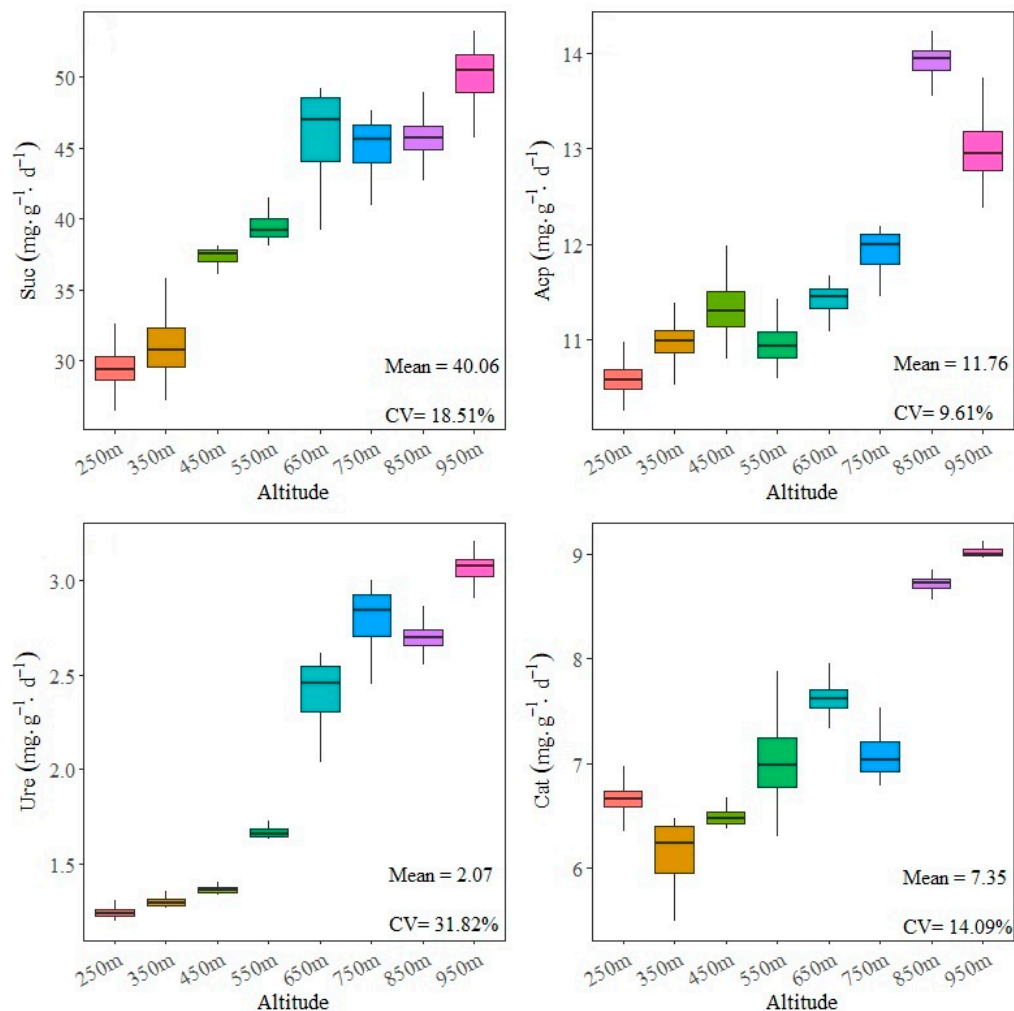 50
45
40
35
30
Suc (mg·g⁻¹·d⁻¹)
Mean = 40.06
CV= 18.51%
250m 350m 450m 550m 650m 750m 850m 950m
Altitude
14
13
12
11
Acp (mg·g⁻¹·d⁻¹)
Mean = 11.76
CV= 9.61%
250m 350m 450m 550m 650m 750m 850m 950m
Altitude
3.0
2.5
2.0
1.5
Ure (mg·g⁻¹·d⁻¹)
Mean = 2.07
CV= 31.82%
250m 350m 450m 550m 650m 750m 850m 950m
Altitude
9
8
7
6
Cat (mg·g⁻¹·d⁻¹)
Mean = 7.35
CV= 14.09%
250m 350m 450m 550m 650m 750m 850m 950m
Altitude